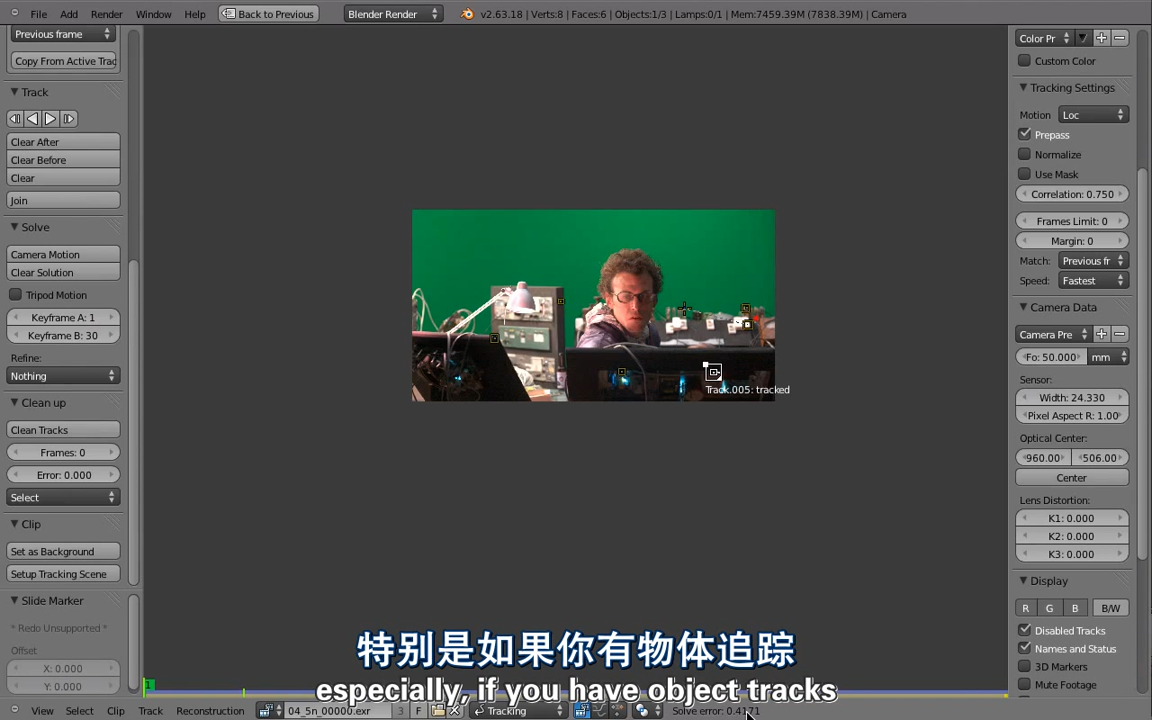 File Add Render Window Help Back to Previous Blender Render v2.63.18 | Verts:8 | Faces:6 | Objects:1/3 | Lamps:0/1 | Mem:7459.39M (7838.39M) | Camera
Previous frame
Copy From Active Trac
Track
Clear After
Clear Before
Clear
Join
Solve
Camera Motion
Clear Solution
Tripod Motion
Keyframe A: 1
Keyframe B: 30
Refine:
Nothing
Clean up
Clean Tracks
Frames: 0
Error: 0.000
Select
Clip
Set as Background
Setup Tracking Scene
Slide Marker
* Redo Unsupported *
Offset
X: 0.000
Y: 0.000
Track.005: tracked
Color Pr
Custom Color
Tracking Settings
Motion Loc
Prepass
Normalize
Use Mask
Correlation: 0.750
Frames Limit: 0
Margin: 0
Match: Previous fr
Speed: Fastest
Camera Data
Camera Pre
Fo: 50.000 mm
Sensor:
Width: 24.330
Pixel Aspect R: 1.00
Optical Center:
960.00 506.00
Center
Lens Distortion:
K1: 0.000
K2: 0.000
K3: 0.000
Display
R G B B/W
Disabled Tracks
Names and Status
3D Markers
Mute Footage
特别是如果你有物体追踪
especially, if you have object tracks
1
View Select Clip Track Reconstruction 04_5n_00000.exr 3 F Tracking Solve error: 0.4171